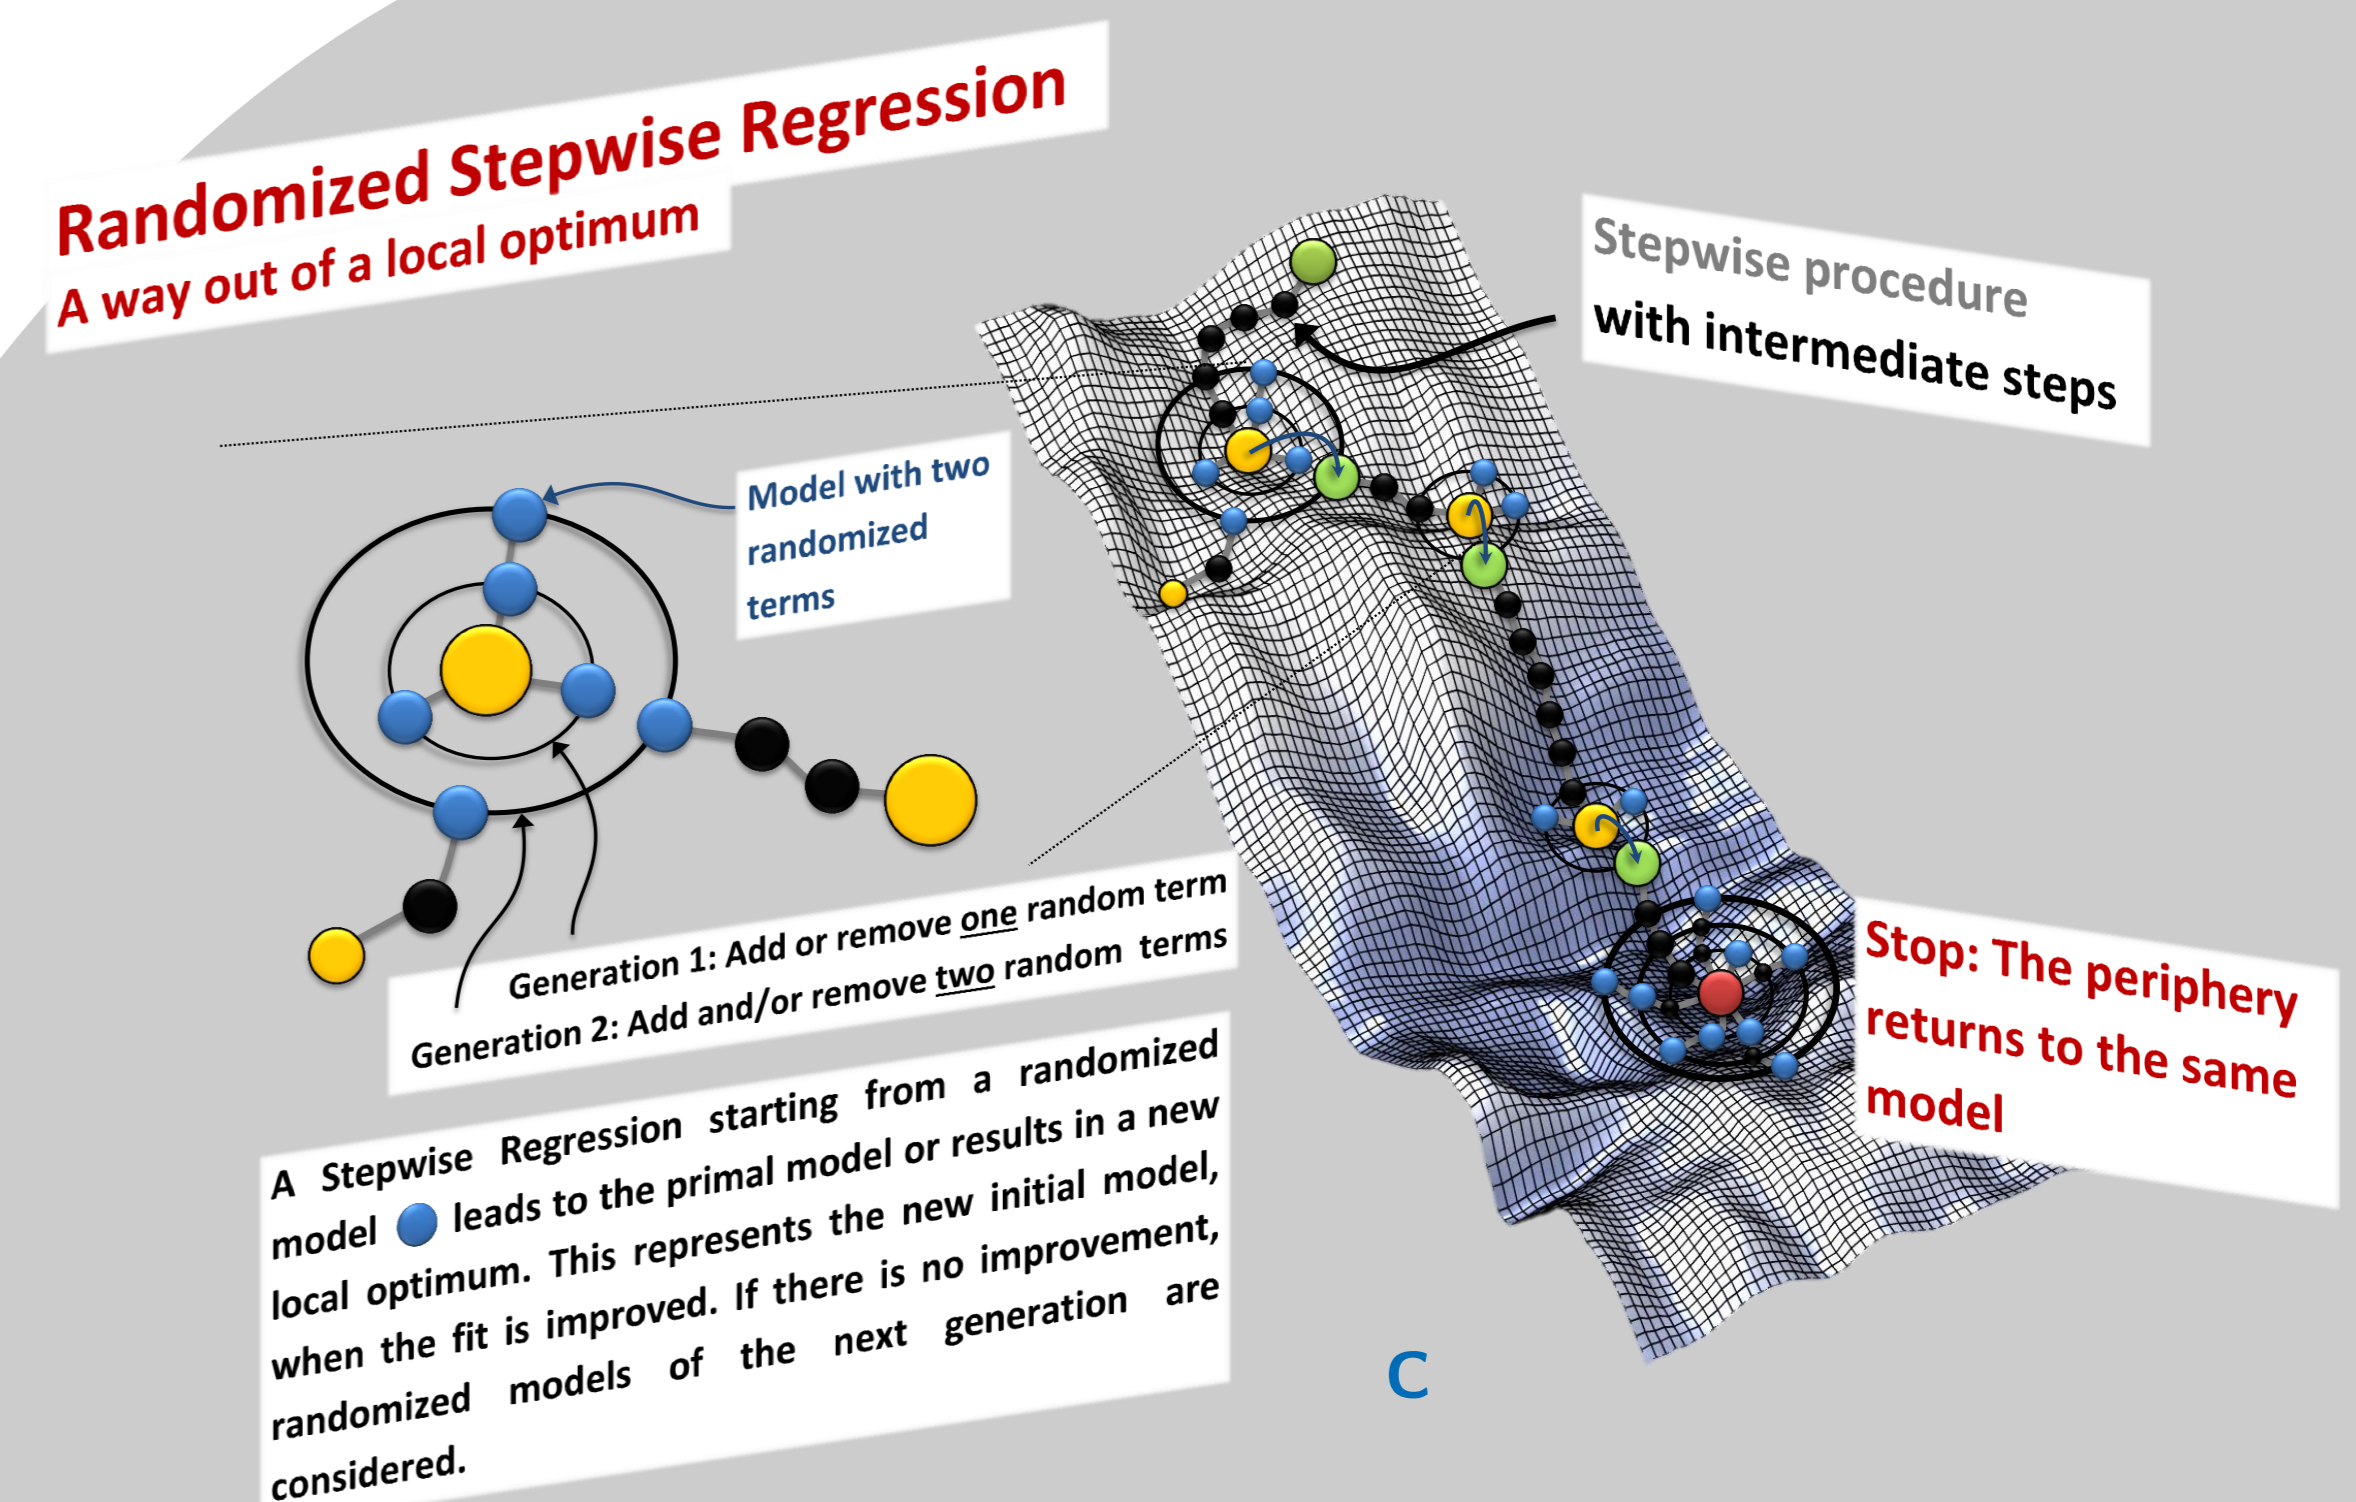 Randomized Stepwise Regression
A way out of a local optimum
Stepwise procedure
with intermediate steps
Model with two
randomized
terms
Generation 1: Add or remove one random term
Generation 2: Add and/or remove two random terms
A Stepwise Regression starting from a randomized
model leads to the primal model or results in a new
local optimum. This represents the new initial model,
when the fit is improved. If there is no improvement,
randomized models of the next generation are
considered.
Stop: The periphery
returns to the same
model
C